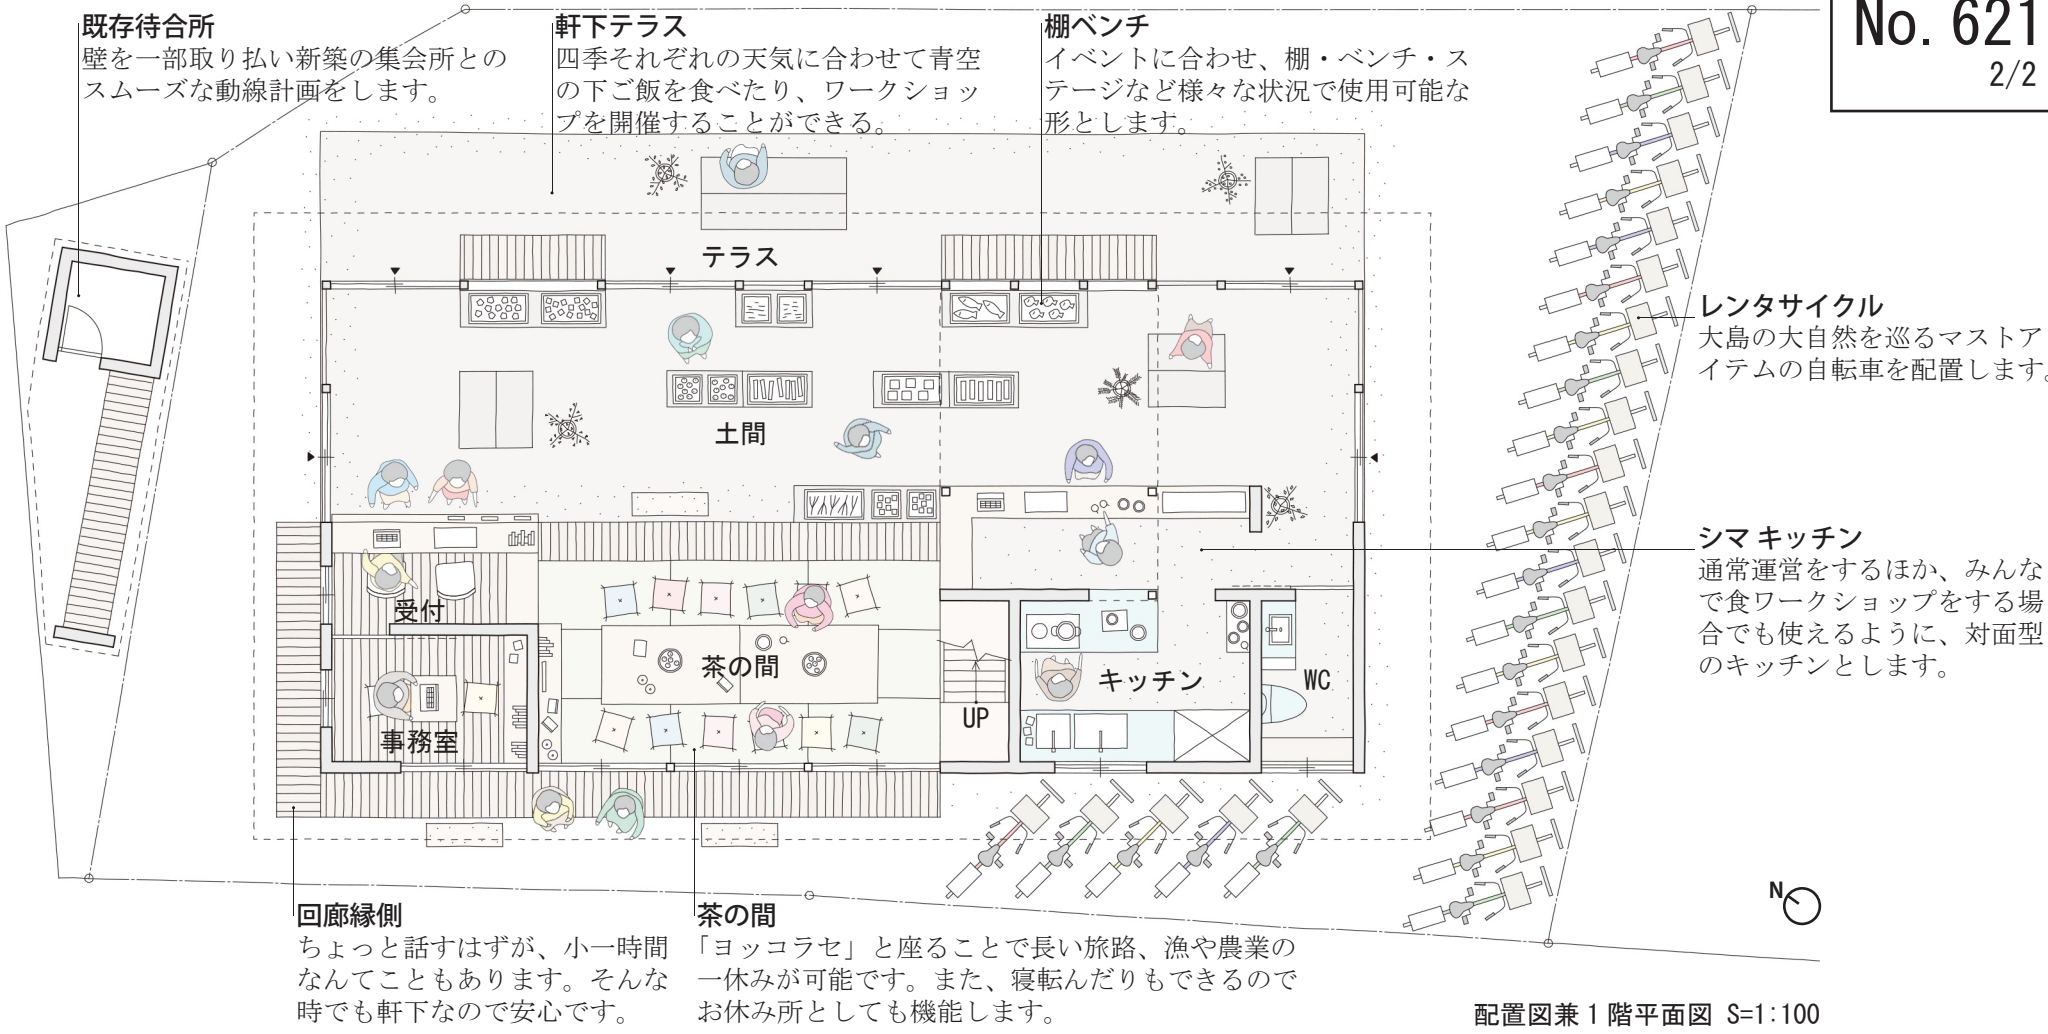 既存待合所
壁を一部取り払い新築の集会所との
スムーズな動線計画をします。
軒下テラス
四季それぞれの天気に合わせて青空
の下ご飯を食べたり、ワークショッ
プを開催することができる。
棚ベンチ
イベントに合わせ、棚・ベンチ・ス
テージなど様々な状況で使用可能な
形とします。
No. 621
2/2
テラス
レンタサイクル
大島の大自然を巡るマストア
イテムの自転車を配置します。
土間
シマ キッチン
通常運営をするほか、みんな
で食ワークショップをする場
合でも使えるように、対面型
のキッチンとします。
受付
茶の間
キッチン
WC
UP
事務室
N
回廊縁側
ちょっと話すはずが、小一時間
なんてこともあります。そんな
時でも軒下なので安心です。
茶の間
「ヨッコラセ」と座ることで長い旅路、漁や農業の
一休みが可能です。また、寝転んだりもできるので
お休み所としても機能します。
配置図兼 1 階平面図 S=1:100